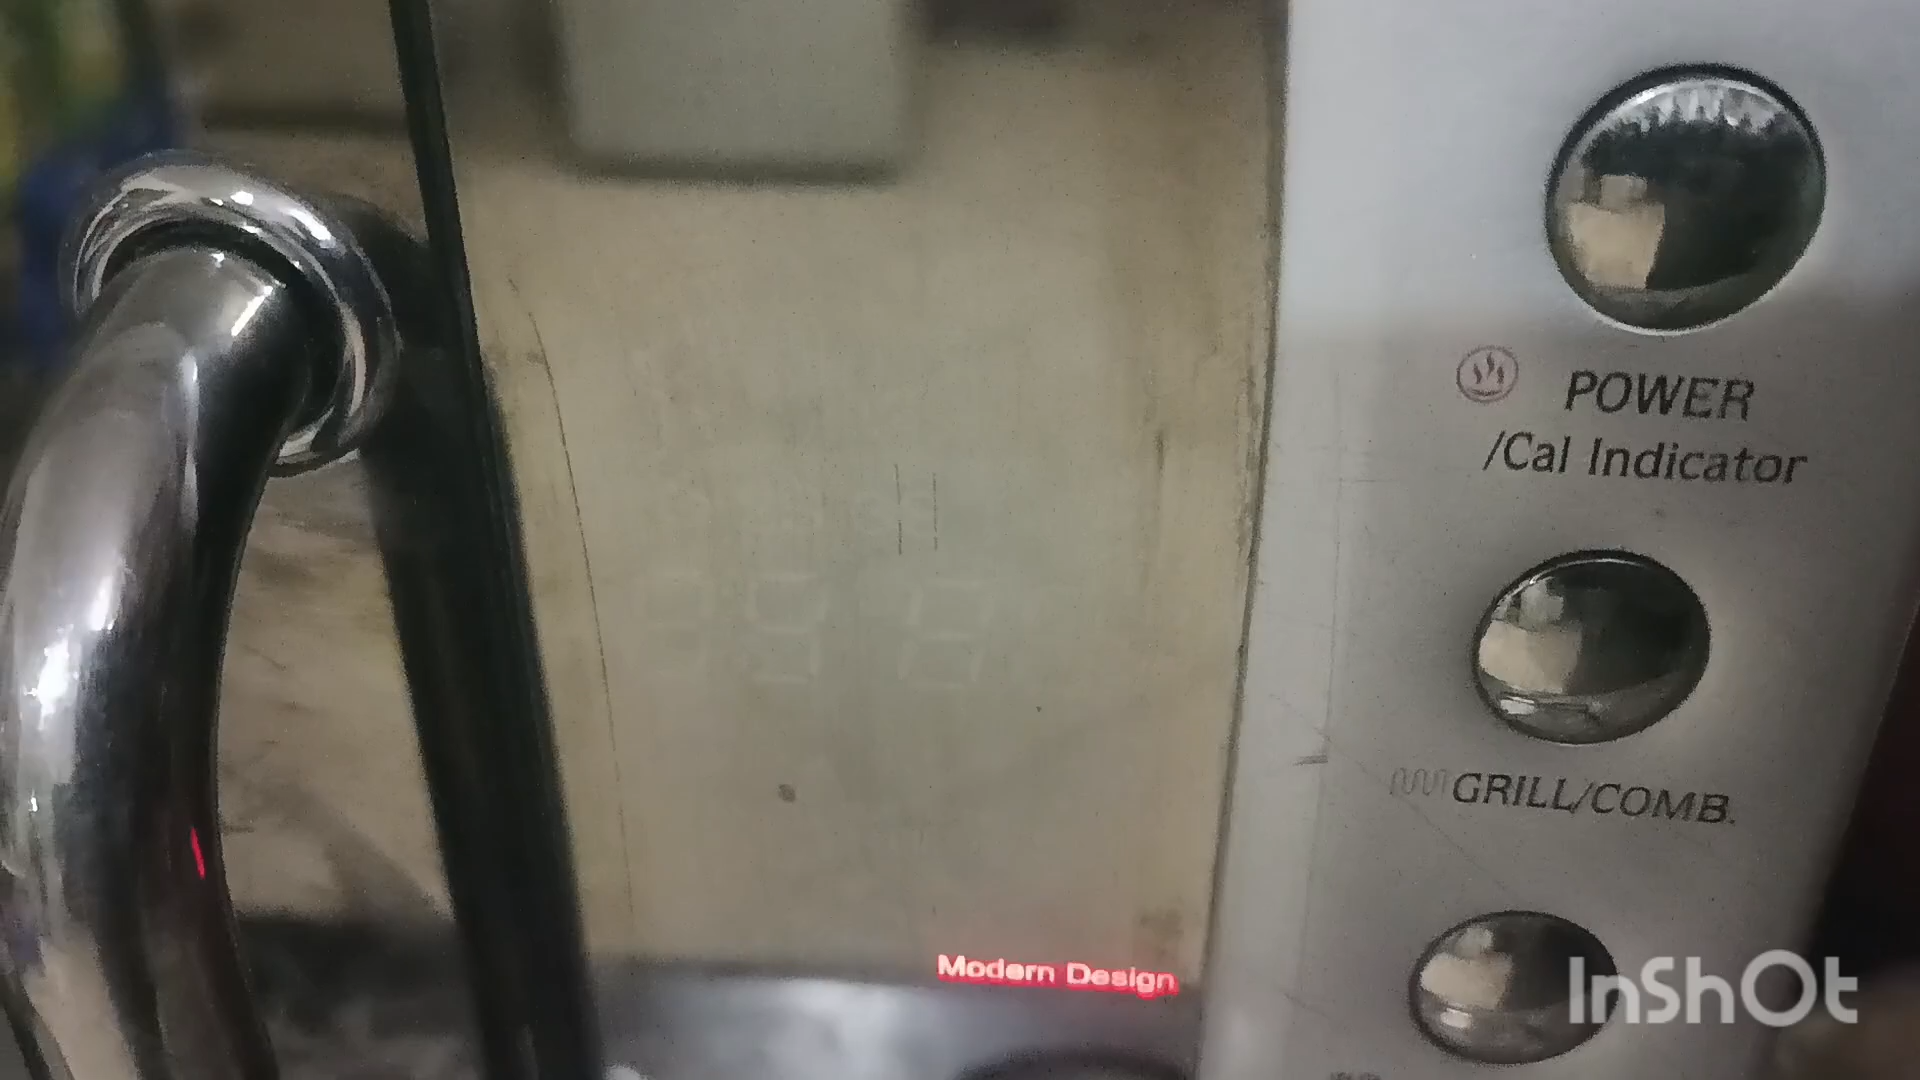 POWER
/Cal Indicator
GRILL/COMB.
Modern Design
InShOt